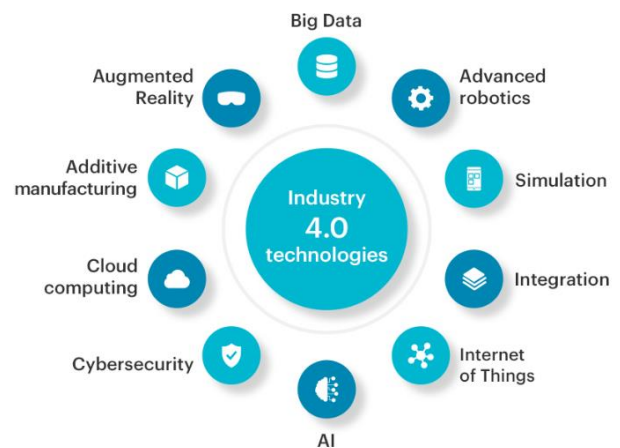 Big Data
Augmented
Reality
Advanced
robotics
Additive
manufacturing
Simulation
Industry
4.0
technologies
Cloud
computing
Integration
Cybersecurity
Internet
of Things
AI